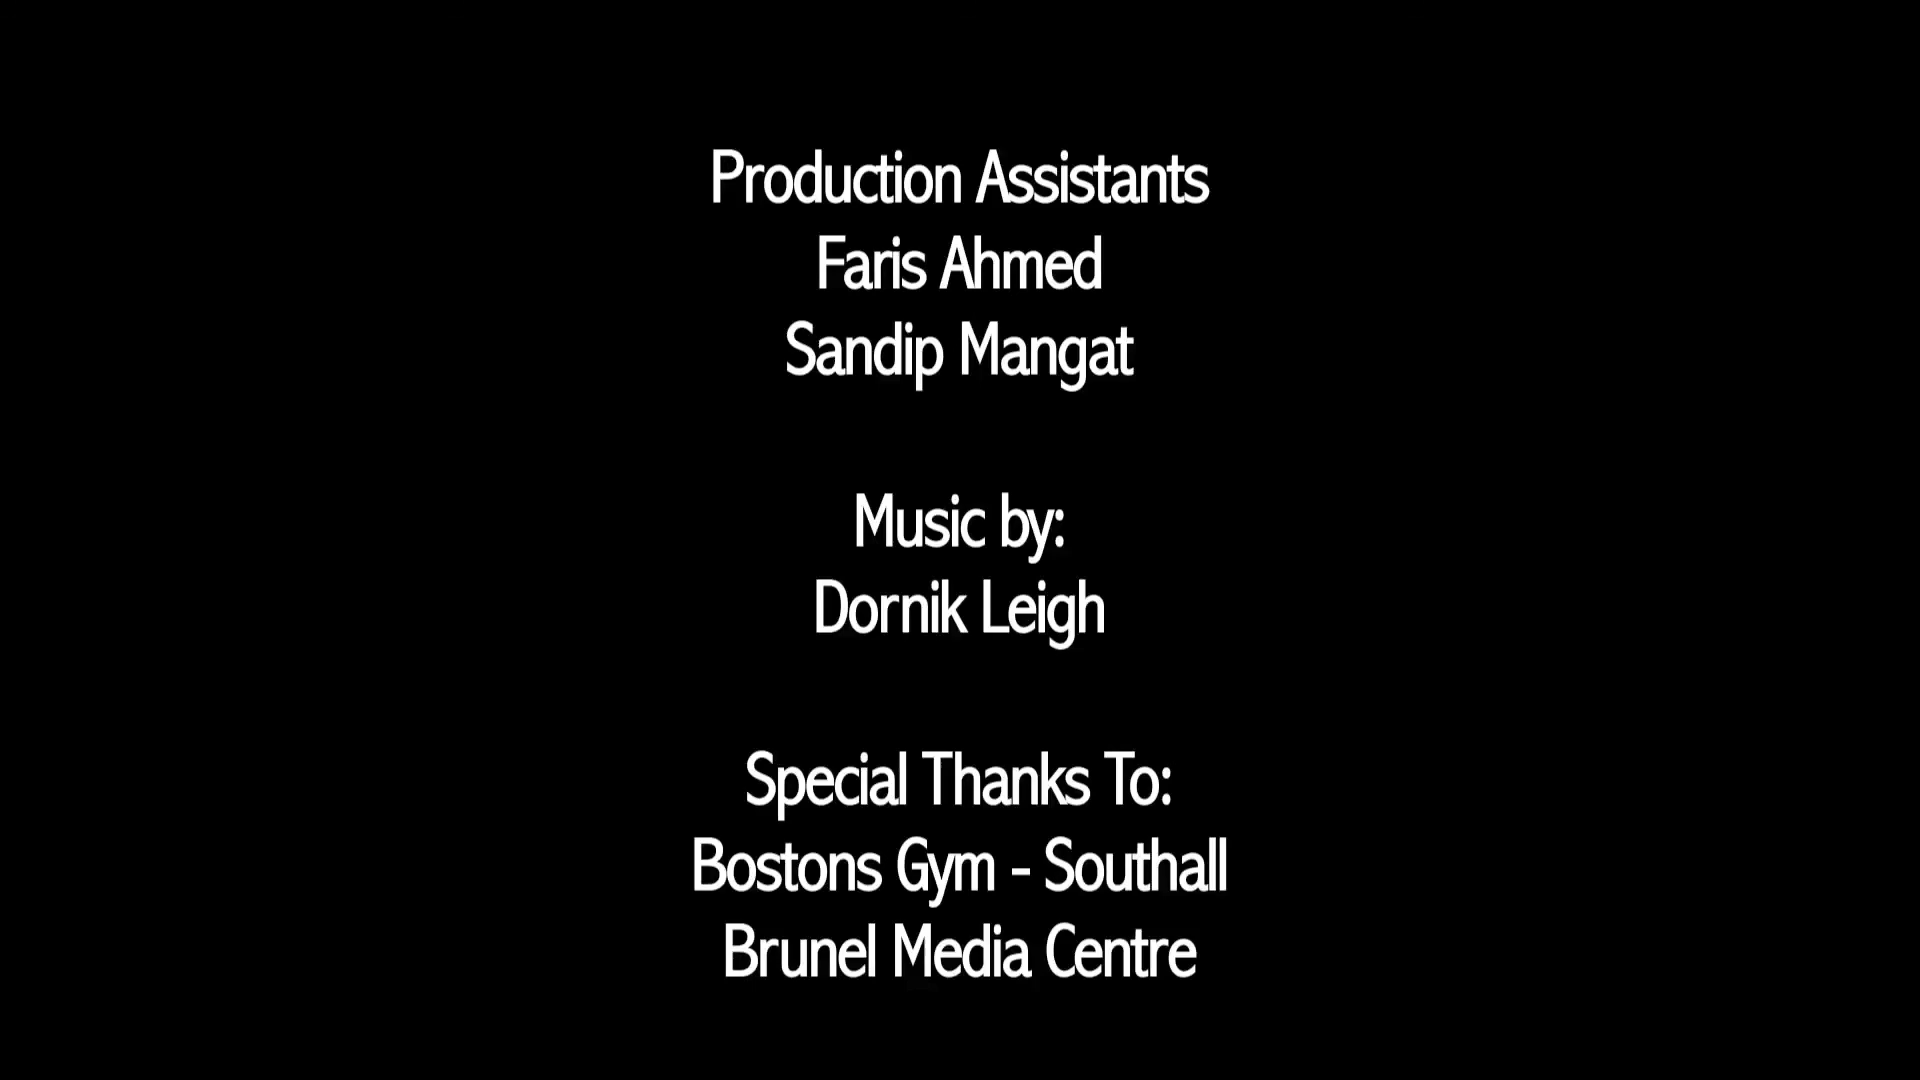 Production Assistants
Faris Ahmed
Sandip Mangat
Music by:
Dornik Leigh
Special Thanks To:
Bostons Gym - Southall
Brunel Media Centre